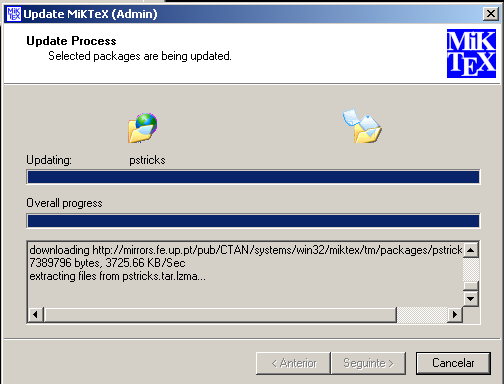 Update MiKTeX (Admin)
Update Process
Selected packages are being updated.
MiK
TEX
Updating: pstricks
Overall progress
downloading http://mirrors.fe.up.pt/pub/CTAN/systems/win32/miktex/tm/packages/pstrick
7389796 bytes, 3725.66 KB/Sec
extracting files from pstricks.tar.lzma...
< Anterior Seguinte > Cancelar